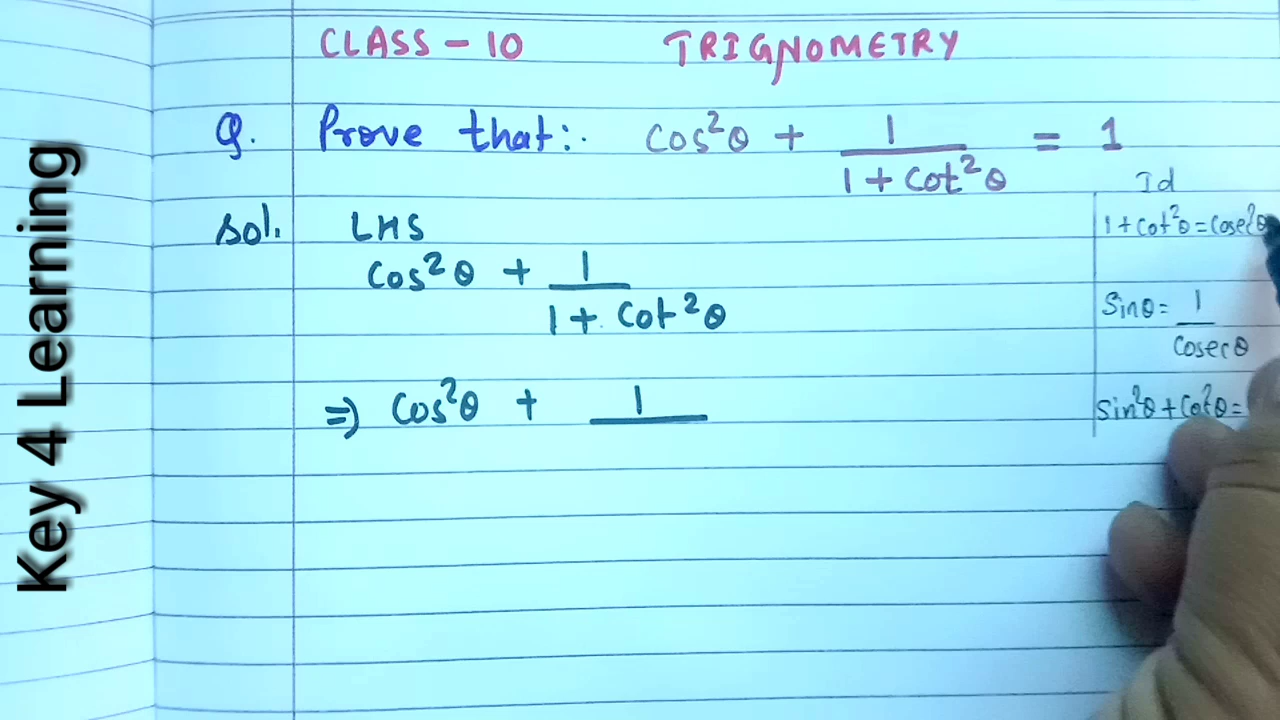 Key 4 Learning
CLASS - 10 TRIGNOMETRY
Q. Prove that:. cos²θ + 1/(1 + cot²θ) = 1
Id
1 + cot²θ = cosec²θ
Sol. LHS
cos²θ + 1/(1 + cot²θ)
sinθ = 1/cosecθ
⇒ cos²θ + 1
sin²θ + cot²θ =